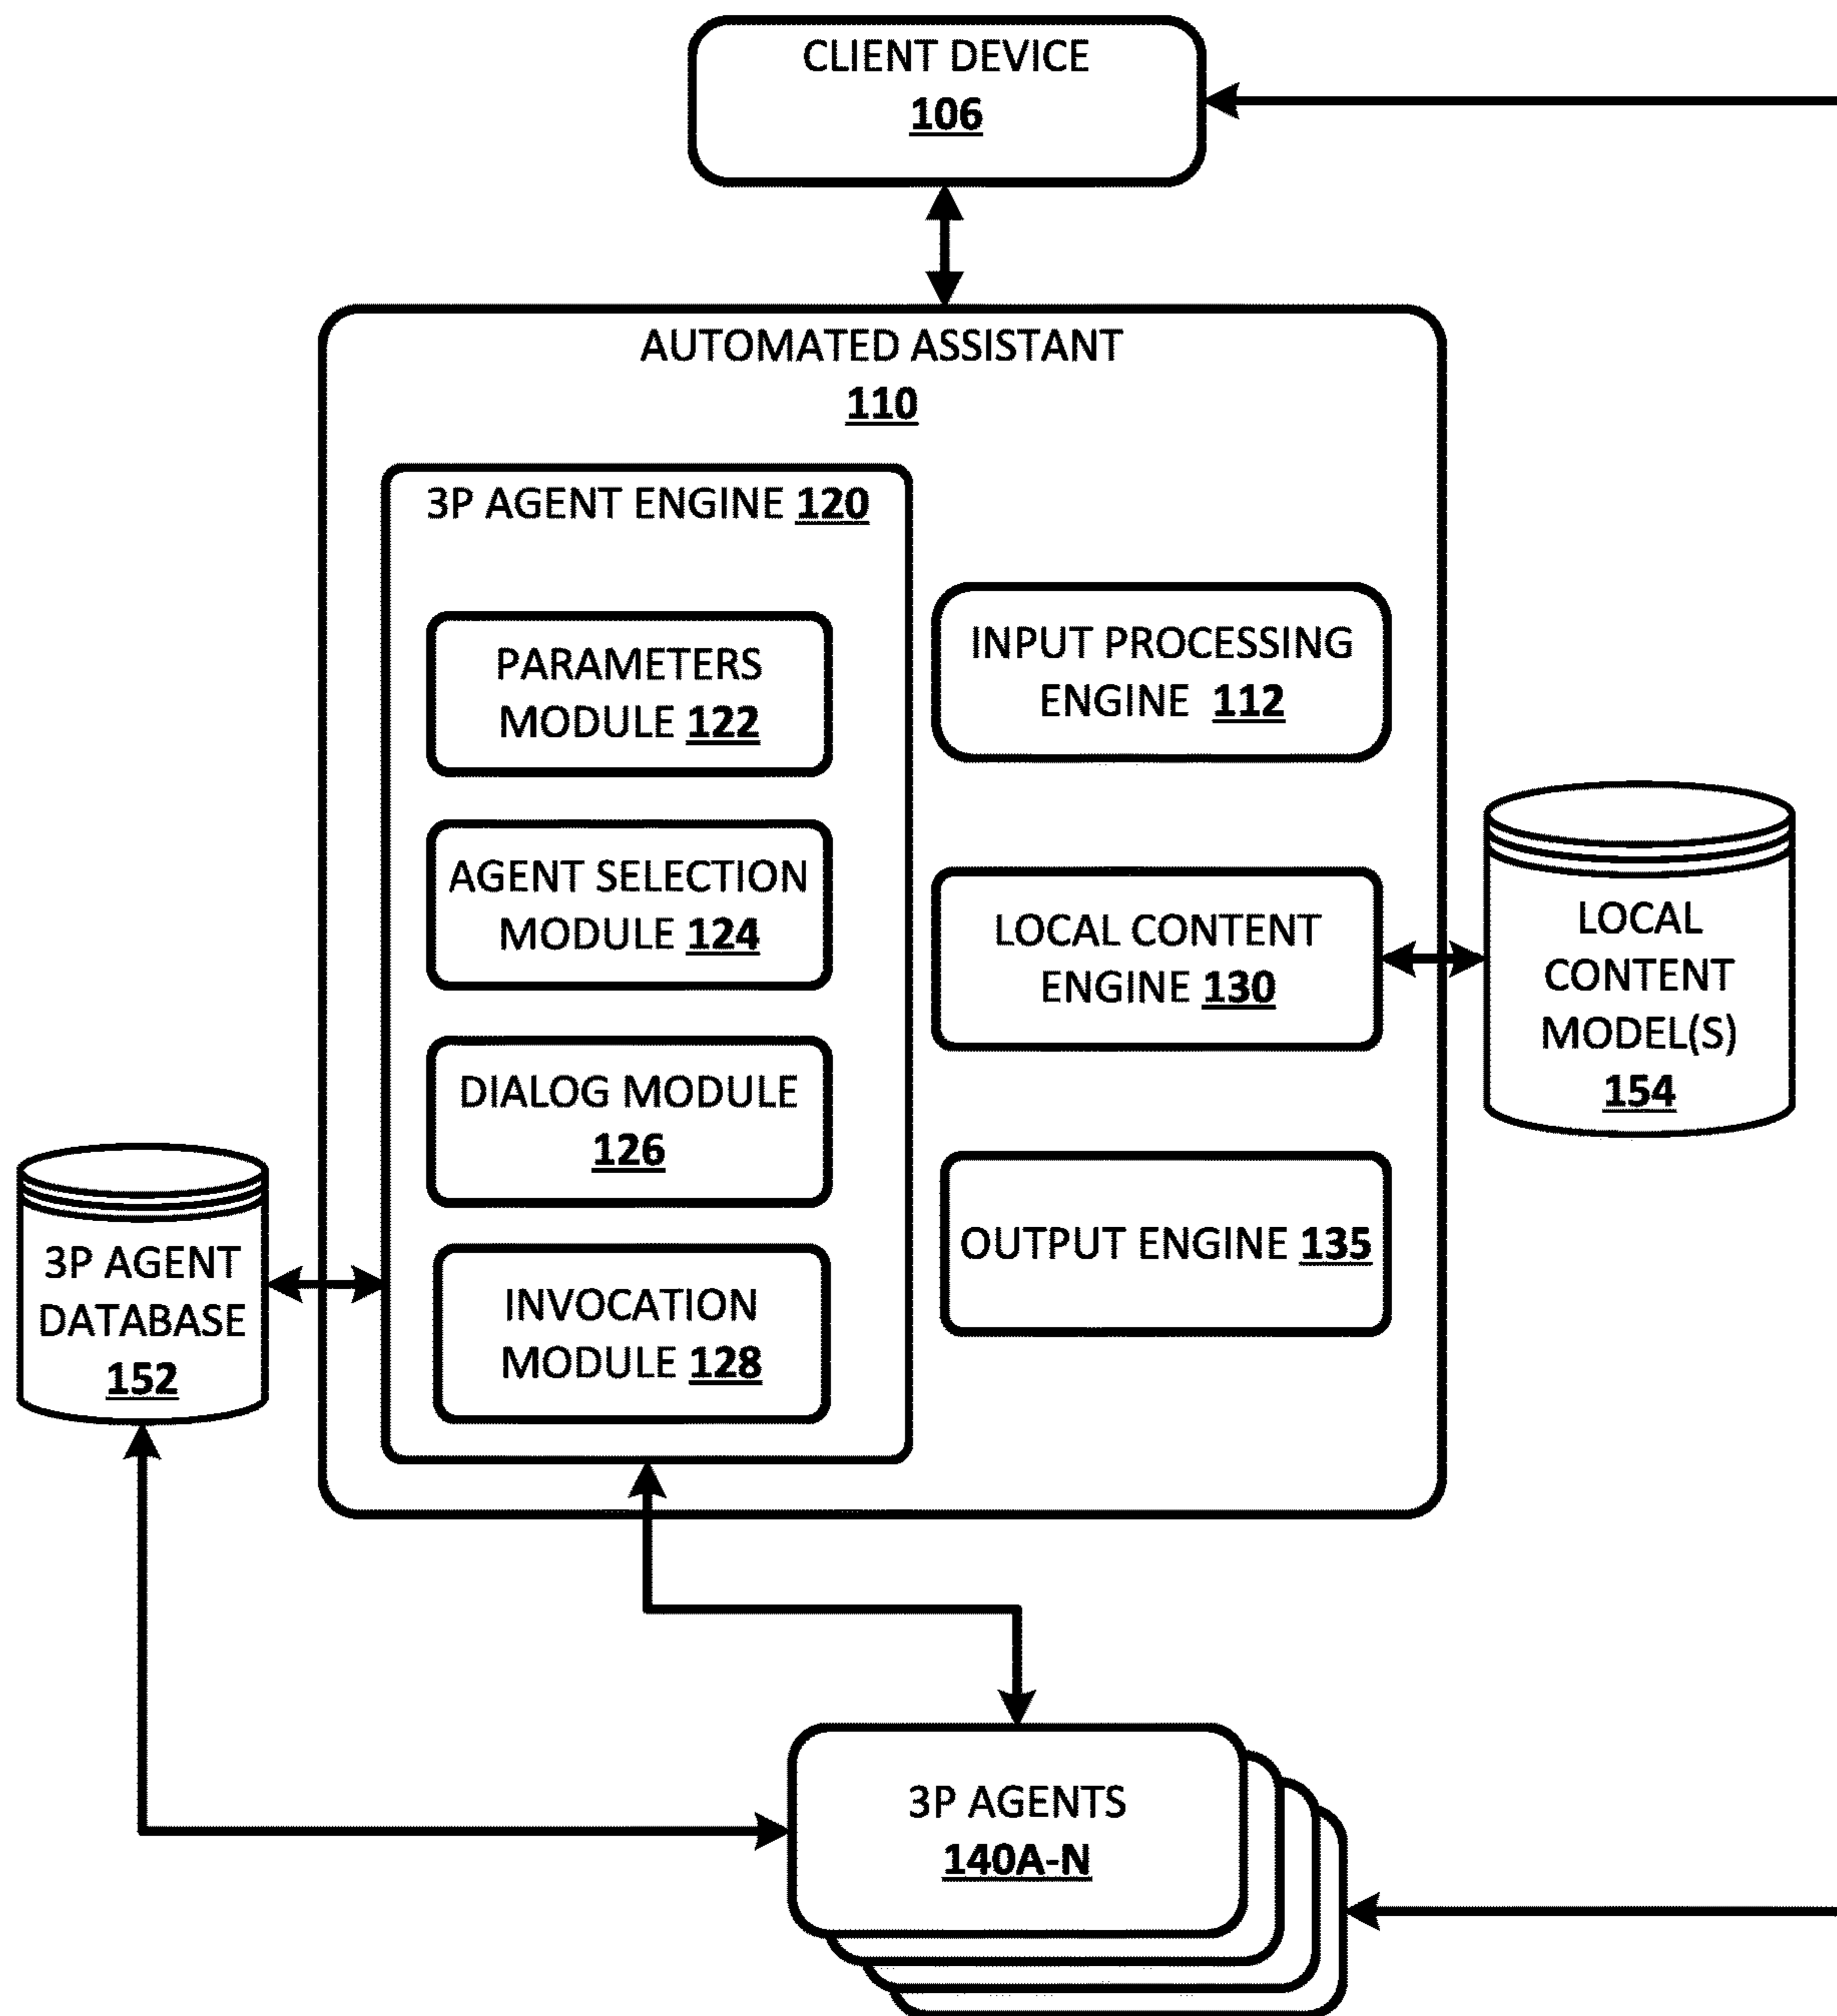 CLIENT DEVICE
106
AUTOMATED ASSISTANT
110
3P AGENT ENGINE 120
PARAMETERS
MODULE 122
AGENT SELECTION
MODULE 124
DIALOG MODULE
126
INVOCATION
MODULE 128
INPUT PROCESSING
ENGINE 112
LOCAL CONTENT
ENGINE 130
OUTPUT ENGINE 135
LOCAL
CONTENT
MODEL(S)
154
3P AGENT
DATABASE
152
3P AGENTS
140A-N